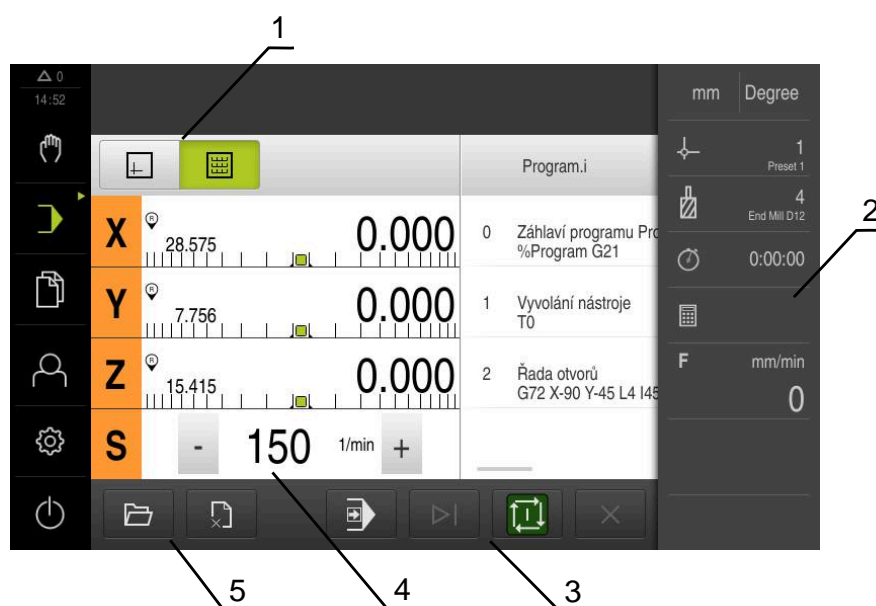 1
0
14:52
mm Degree
1
Preset 1
Program.i
4
End Mill D12
2
X R 28.575 0.000
0 Záhlaví programu Pro
%Program G21
0:00:00
Y R 7.756 0.000
1 Vyvolání nástroje
T0
Z R 15.415 0.000
2 Řada otvorů
G72 X-90 Y-45 L4 I45
F mm/min
0
S - 150 1/min +
5 4 3